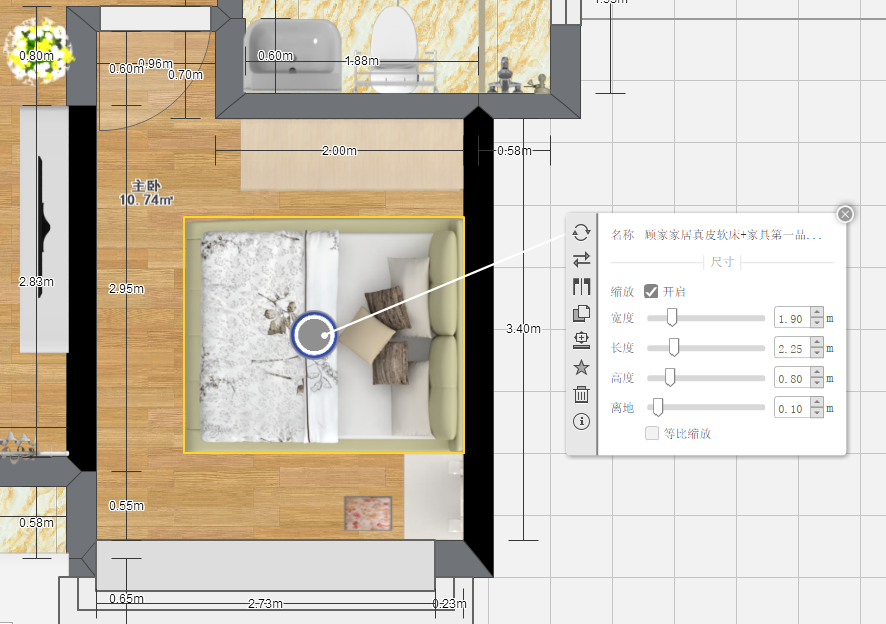 0.80m
0.60m
0.96m
0.70m
0.60m
1.88m
2.00m
0.58m
主卧
10.74㎡
2.83m
2.95m
3.40m
0.55m
0.58m
0.65m
2.73m
0.23m
名称 顾家家居真皮软床+家具第一品...
尺寸
缩放 开启
宽度 1.90 m
长度 2.25 m
高度 0.80 m
离地 0.10 m
等比缩放